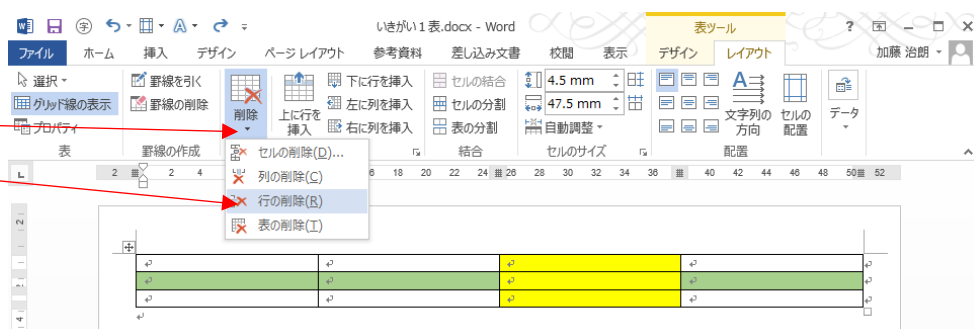 いきがい１表.docx - Word
表ツール
ファイル ホーム 挿入 デザイン ページ レイアウト 参考資料 差し込み文書 校閲 表示 デザイン レイアウト 加藤 治朗
選択 罫線を引く 削除 上に行を挿入 下に行を挿入 セルの結合 4.5 mm 文字列の方向 セルの配置 データ
グリッド線の表示 罫線の削除 左に列を挿入 セルの分割 47.5 mm
プロパティ 右に列を挿入 表の分割 自動調整
表 罫線の作成 結合 セルのサイズ 配置
セルの削除(D)...
列の削除(C)
行の削除(R)
表の削除(T)
2 2 4 6 18 20 22 24 26 28 30 32 34 36 40 42 44 46 48 50 52
2
2
4